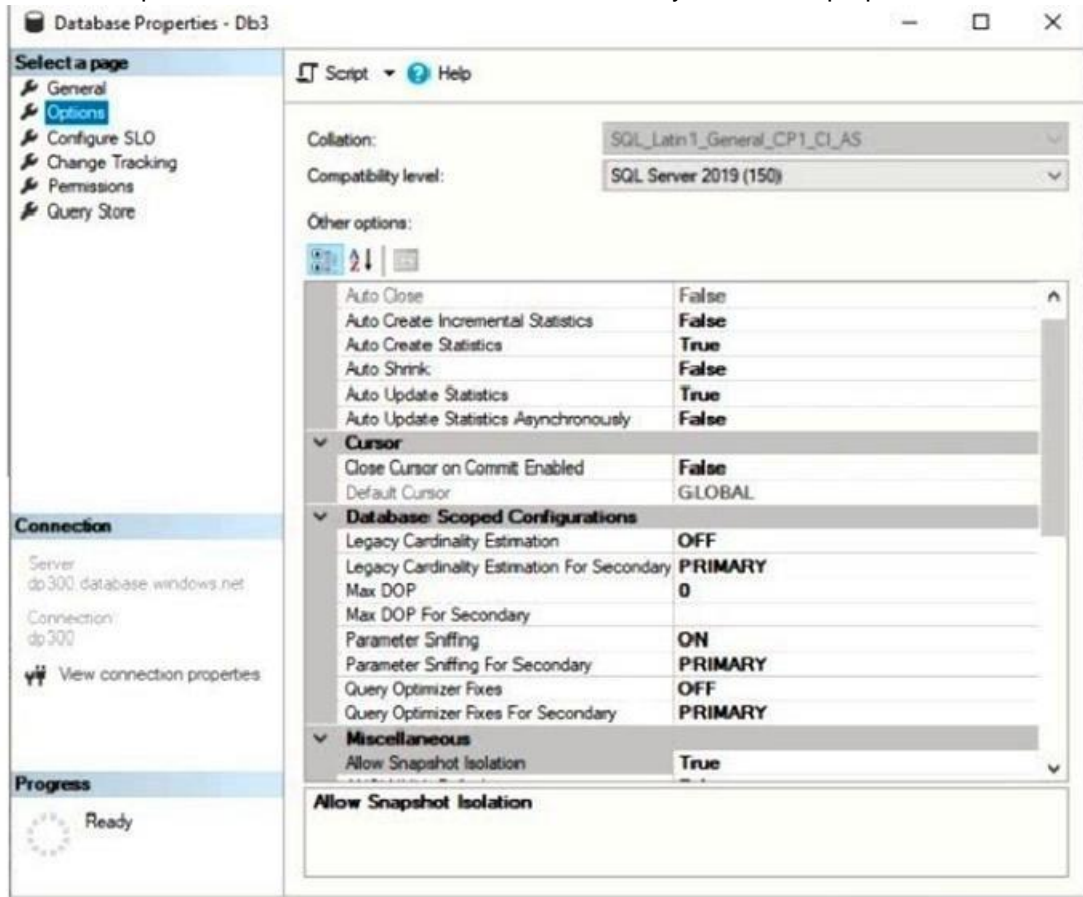 Database Properties - Db3
Select a page
General
Options
Configure SLO
Change Tracking
Permissions
Query Store
Script
Help
Collation:
SQL_Latin1_General_CP1_CI_AS
Compatibility level:
SQL Server 2019 (150)
Other options:
Auto Close False
Auto Create Incremental Statistics False
Auto Create Statistics True
Auto Shrink False
Auto Update Statistics True
Auto Update Statistics Asynchronously False
Cursor
Close Cursor on Commit Enabled False
Default Cursor GLOBAL
Database Scoped Configurations
Legacy Cardinality Estimation OFF
Legacy Cardinality Estimation For Secondary PRIMARY
Max DOP 0
Max DOP For Secondary
Parameter Sniffing ON
Parameter Sniffing For Secondary PRIMARY
Query Optimizer Fixes OFF
Query Optimizer Fixes For Secondary PRIMARY
Miscellaneous
Allow Snapshot Isolation True
Allow Snapshot Isolation
Connection
Server
dp300.database.windows.net
Connection:
dp300
View connection properties
Progress
Ready